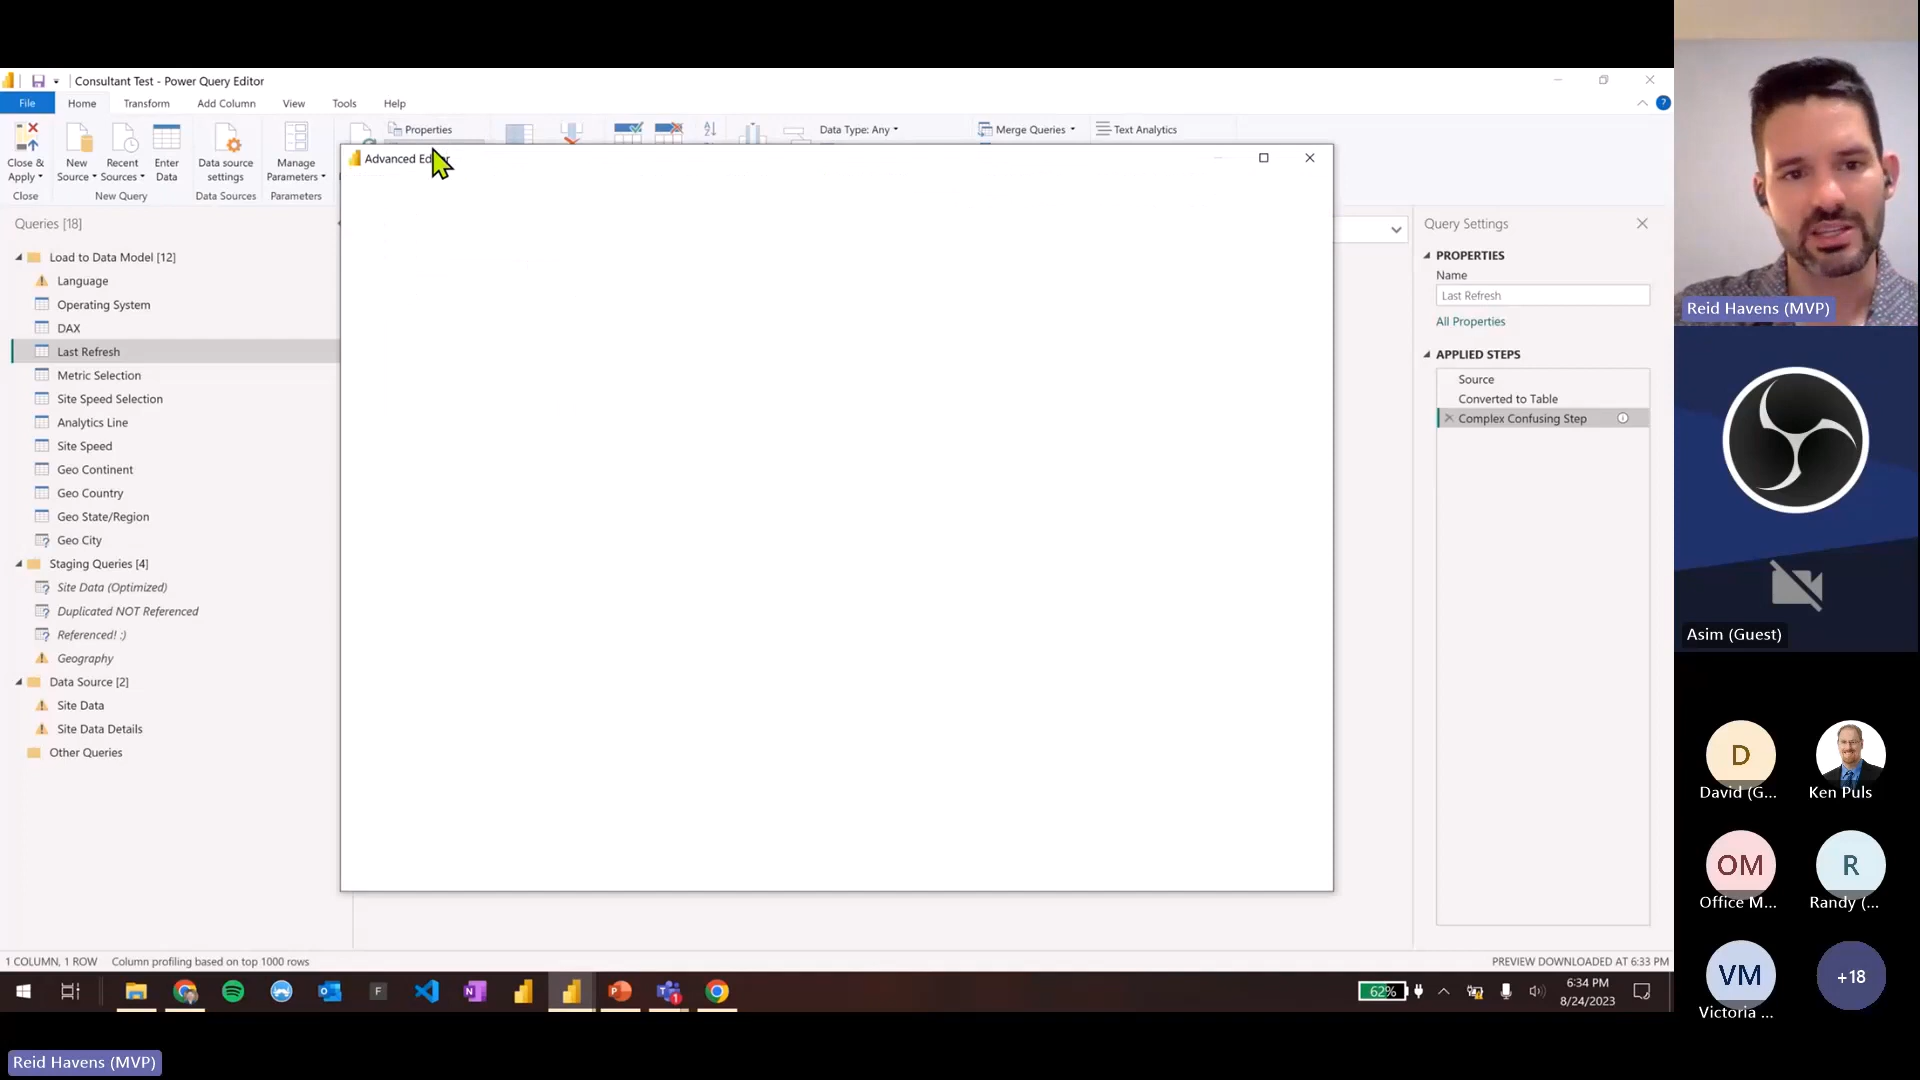 Consultant Test - Power Query Editor
File
Home
Transform
Add Column
View
Tools
Help
Close & Apply
Close
New Source
Recent Sources
Enter Data
New Query
Data source settings
Data Sources
Manage Parameters
Parameters
Properties
Data Type: Any
Merge Queries
Text Analytics
Advanced
Queries [18]
Load to Data Model [12]
Language
Operating System
DAX
Last Refresh
Metric Selection
Site Speed Selection
Analytics Line
Site Speed
Geo Continent
Geo Country
Geo State/Region
Geo City
Staging Queries [4]
Site Data (Optimized)
Duplicated NOT Referenced
Referenced! :)
Geography
Data Source [2]
Site Data
Site Data Details
Other Queries
Query Settings
PROPERTIES
Name
Last Refresh
All Properties
APPLIED STEPS
Source
Converted to Table
Complex Confusing Step
1 COLUMN, 1 ROW
Column profiling based on top 1000 rows
PREVIEW DOWNLOADED AT 6:33 PM
62%
6:34 PM
8/24/2023
Reid Havens (MVP)
Asim (Guest)
D
David (G...
Ken Puls
OM
Office M...
R
Randy (...
VM
Victoria ...
+18
Reid Havens (MVP)